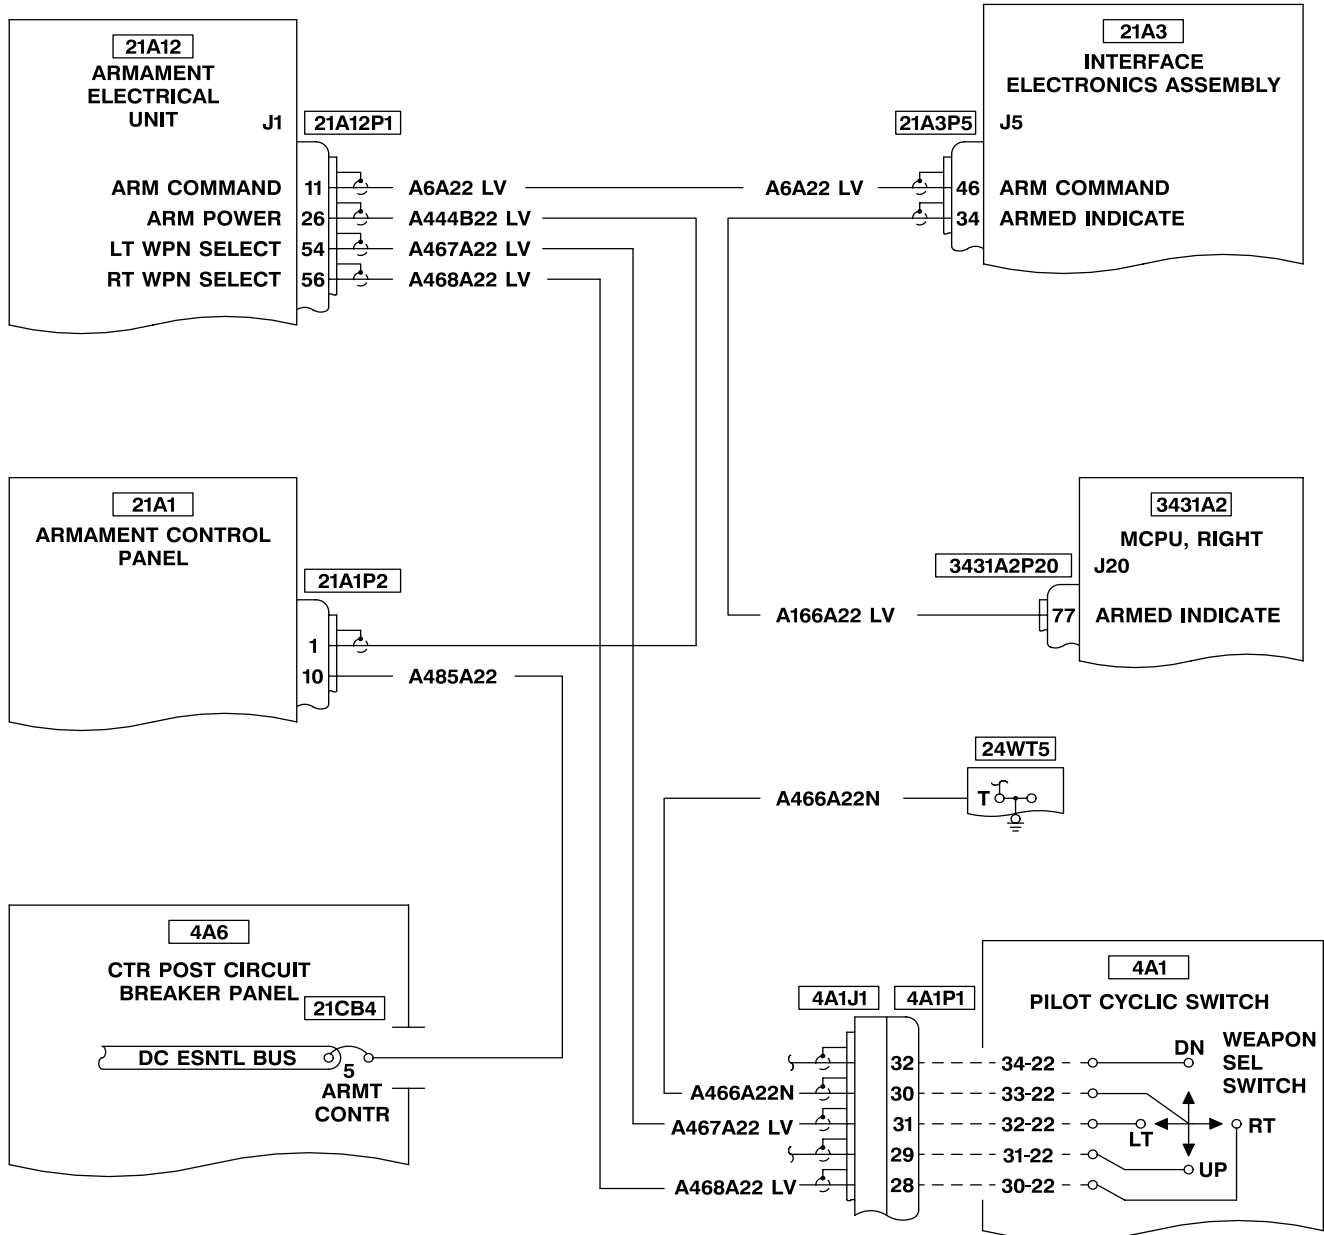 21A12
ARMAMENT
ELECTRICAL
UNIT
J1
21A12P1
ARM COMMAND 11 A6A22 LV
ARM POWER 26 A444B22 LV
LT WPN SELECT 54 A467A22 LV
RT WPN SELECT 56 A468A22 LV
21A3
INTERFACE
ELECTRONICS ASSEMBLY
21A3P5
J5
A6A22 LV 46 ARM COMMAND
34 ARMED INDICATE
21A1
ARMAMENT CONTROL
PANEL
21A1P2
1
10 A485A22
3431A2
MCPU, RIGHT
3431A2P20
J20
A166A22 LV 77 ARMED INDICATE
24WT5
A466A22N T
4A6
CTR POST CIRCUIT
BREAKER PANEL
21CB4
DC ESNTL BUS
5
ARMT
CONTR
4A1
PILOT CYCLIC SWITCH
4A1J1 4A1P1
WEAPON
SEL
SWITCH
DN
32 34-22
A466A22N 30 33-22
A467A22 LV 31 32-22 LT RT
29 31-22 UP
A468A22 LV 28 30-22